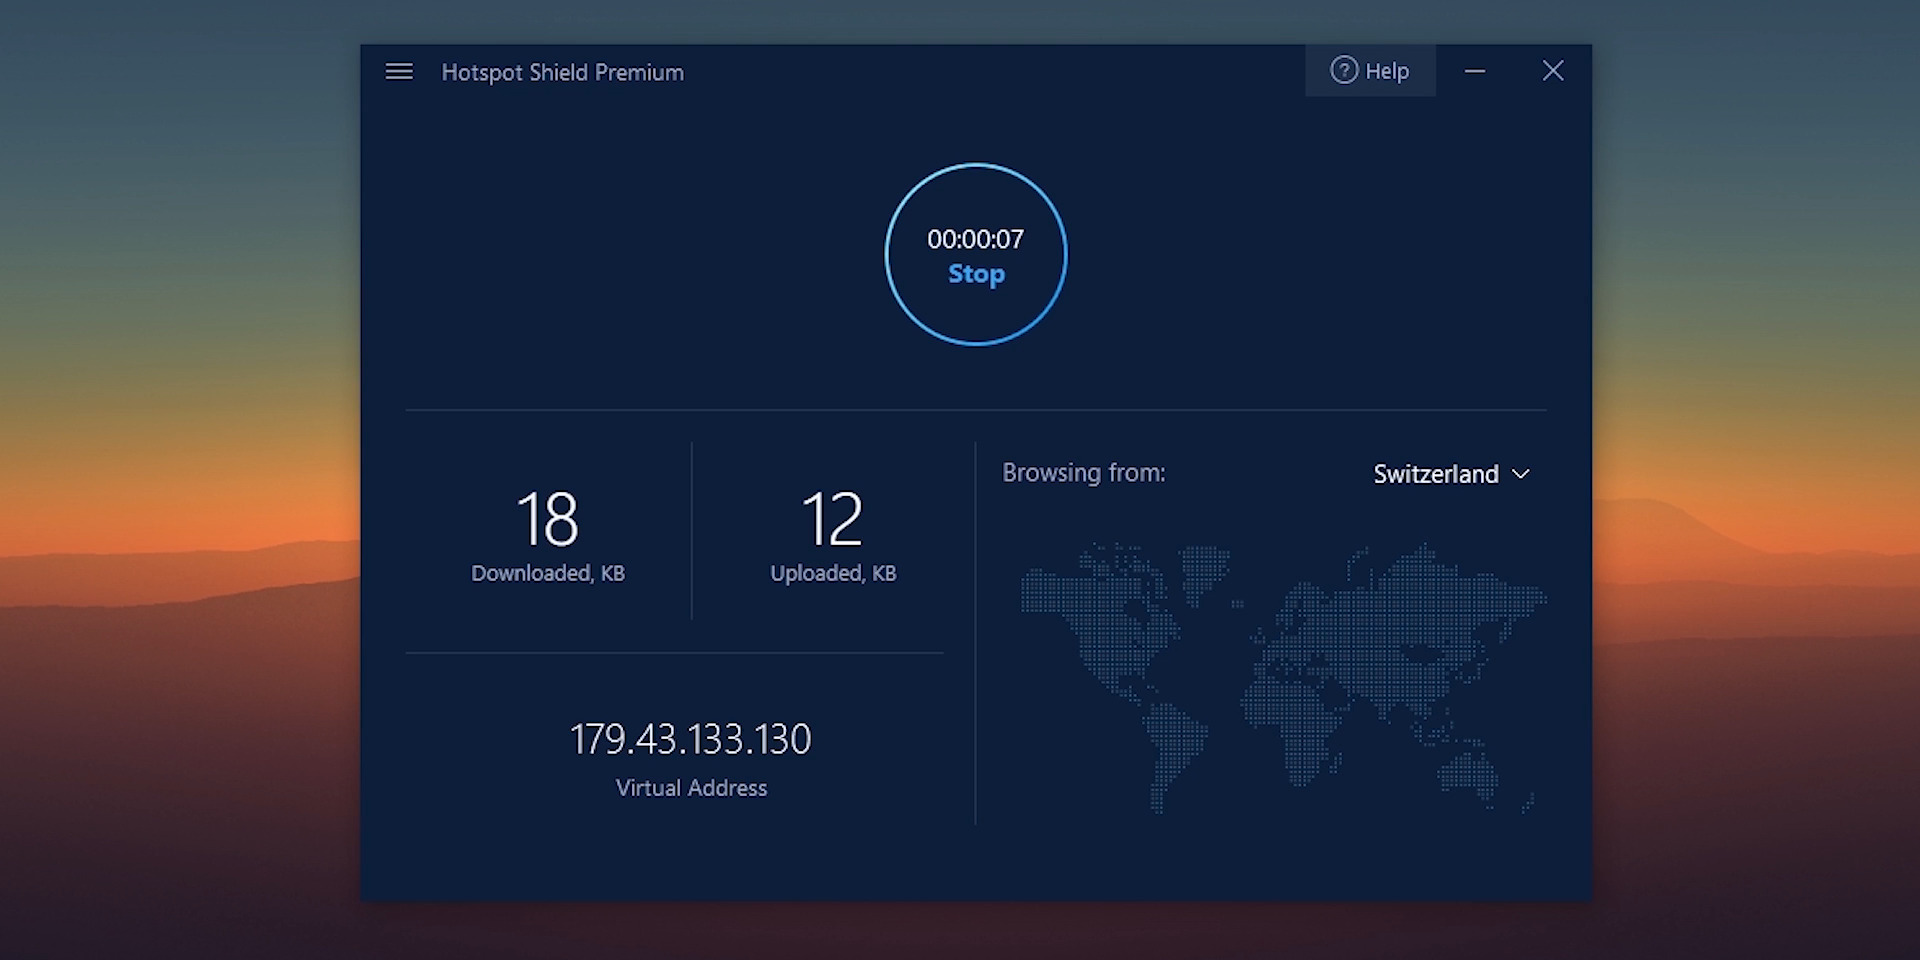 Hotspot Shield Premium
? Help
00:00:07
Stop
18
Downloaded, KB
12
Uploaded, KB
Browsing from:
Switzerland
179.43.133.130
Virtual Address